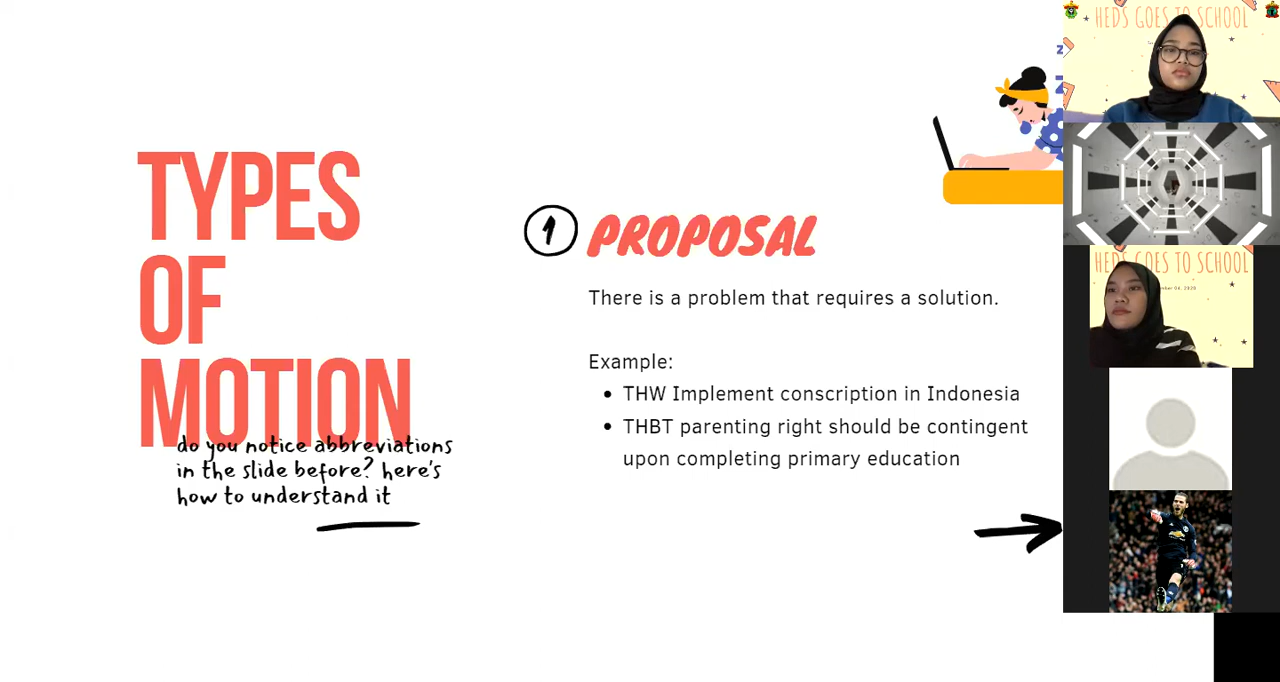 TYPES
OF
MOTION
do you notice abbreviations
in the slide before? here's
how to understand it
1 PROPOSAL
There is a problem that requires a solution.
Example:
• THW Implement conscription in Indonesia
• THBT parenting right should be contingent
upon completing primary education
z
Z
HEDS GOES TO SCHOOL
HEDS GOES TO SCHOOL